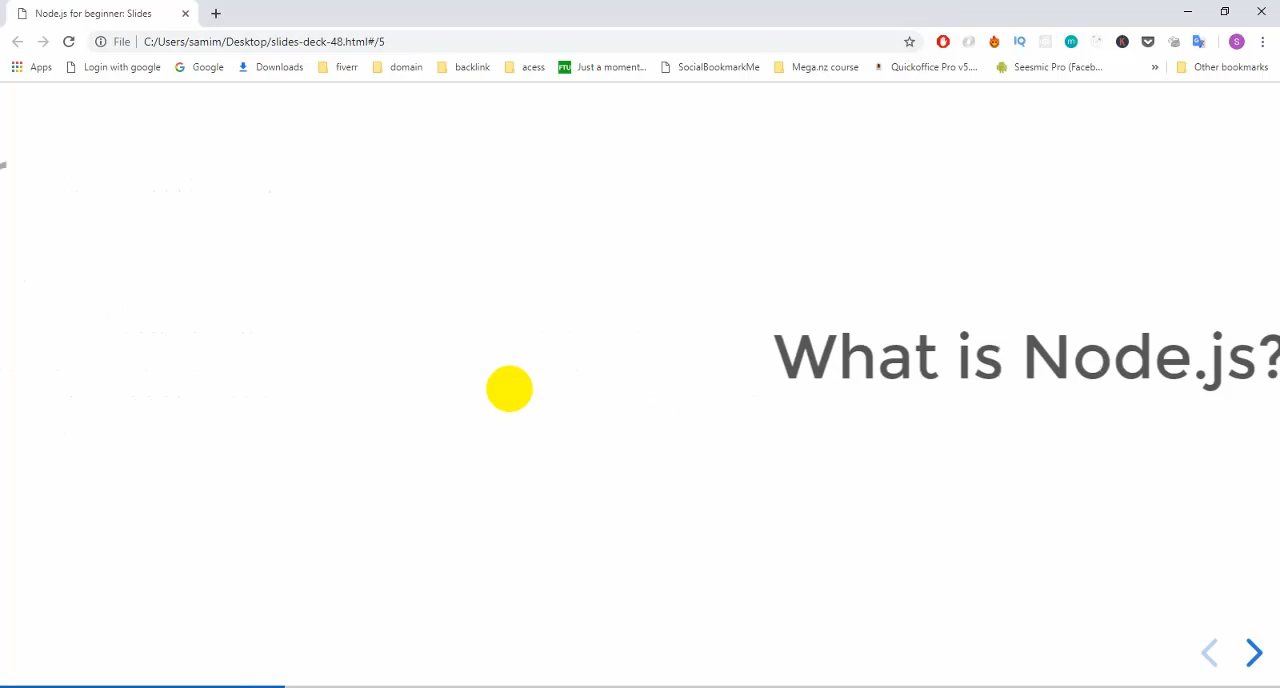 Node.js for beginner: Slides
File C:/Users/samim/Desktop/slides-deck-48.html#/5
IQ
m
K
S
Apps Login with google Google Downloads fiverr domain backlink acess FTU Just a moment... SocialBookmarkMe Mega.nz course Quickoffice Pro v5.... Seesmic Pro (Faceb... » Other bookmarks
What is Node.js?